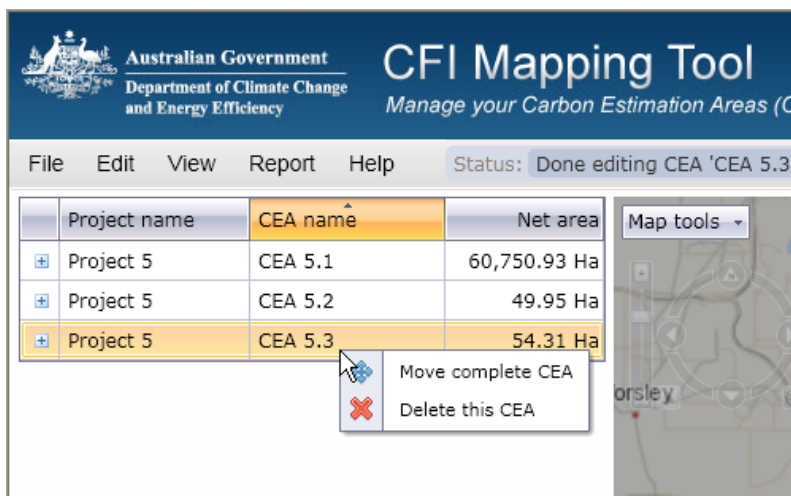 Australian Government
Department of Climate Change
and Energy Efficiency
CFI Mapping Tool
Manage your Carbon Estimation Areas (C
File Edit View Report Help Status: Done editing CEA 'CEA 5.3
Project name CEA name Net area Map tools
Project 5 CEA 5.1 60,750.93 Ha
Project 5 CEA 5.2 49.95 Ha
Project 5 CEA 5.3 54.31 Ha
Move complete CEA
Delete this CEA
orsley